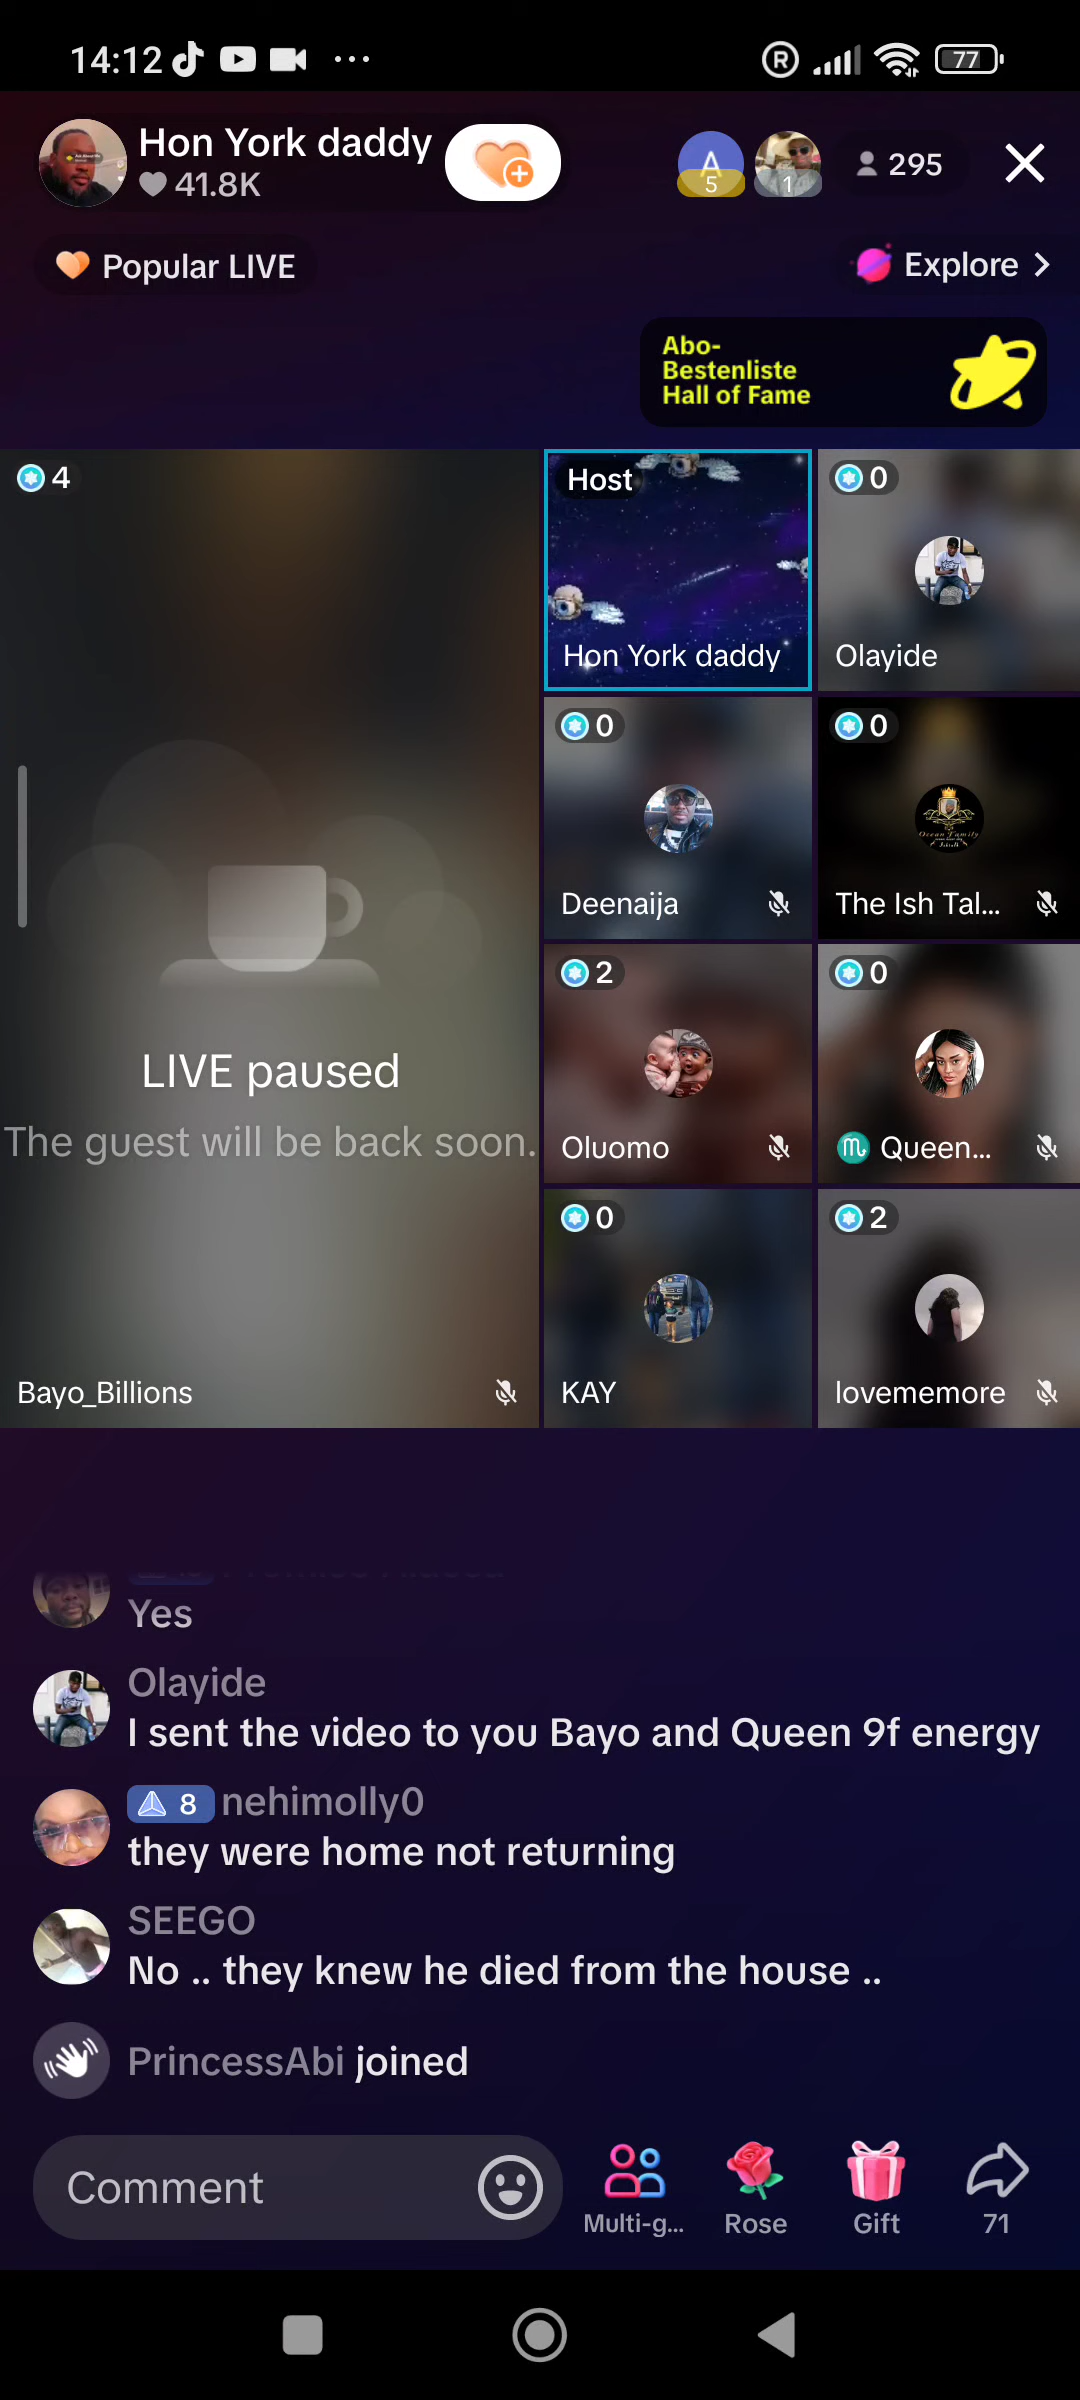 14:12
R
77
Hon York daddy
41.8K
A
5
1
295
Popular LIVE
Explore
Abo-
Bestenliste
Hall of Fame
4
Host
Hon York daddy
0
Olayide
0
Deenaija
0
The Ish Tal...
LIVE paused
The guest will be back soon.
Bayo_Billions
2
Oluomo
0
Queen...
0
KAY
2
lovememore
Yes
Olayide
I sent the video to you Bayo and Queen 9f energy
8 nehimolly0
they were home not returning
SEEGO
No .. they knew he died from the house ..
PrincessAbi joined
Comment
Multi-g...
Rose
Gift
71